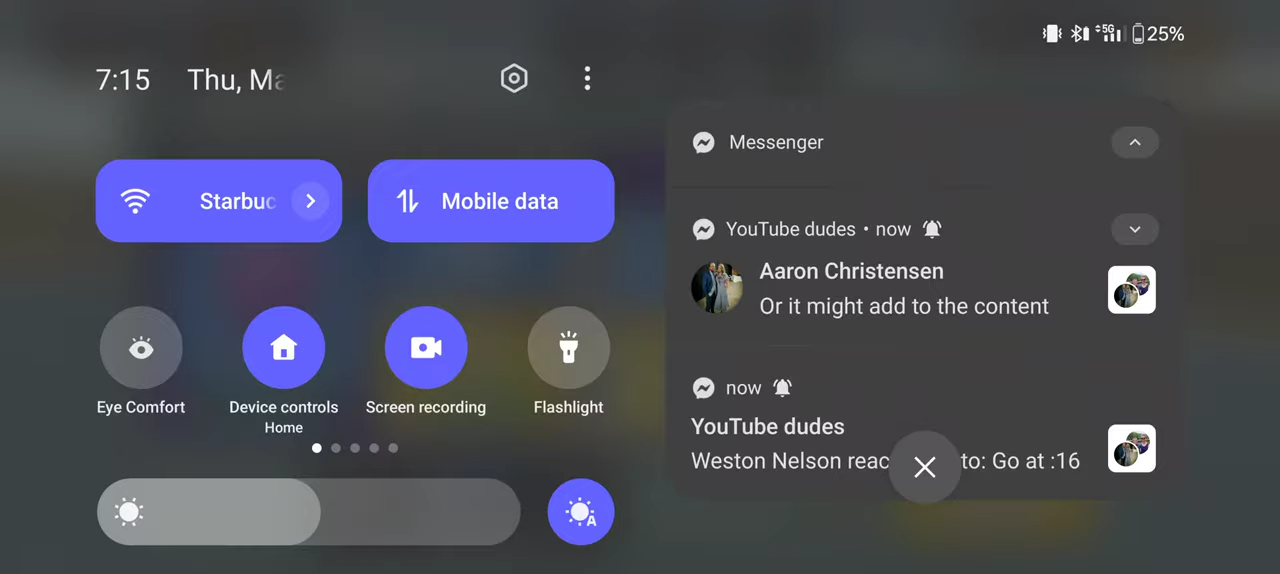 5G 25%
7:15 Thu, Ma
Starbuc
Mobile data
Eye Comfort
Device controls
Home
Screen recording
Flashlight
A
Messenger
YouTube dudes • now
Aaron Christensen
Or it might add to the content
now
YouTube dudes
Weston Nelson reac to: Go at :16